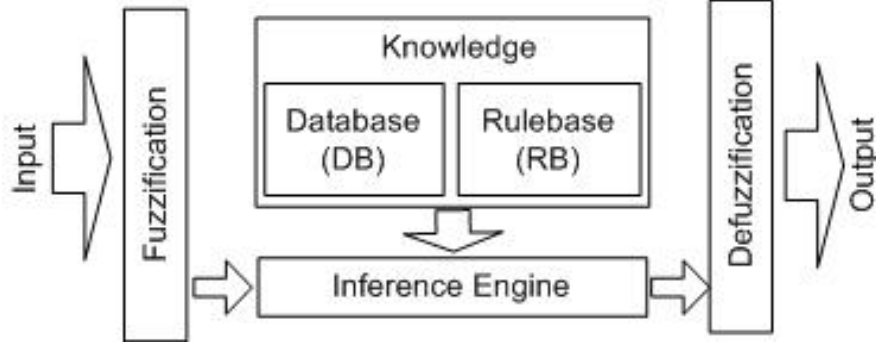 Input
Fuzzification
Knowledge
Database
(DB)
Rulebase
(RB)
Inference Engine
Defuzzification
Output